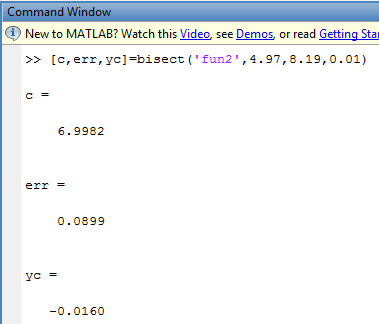 Command Window
New to MATLAB? Watch this Video, see Demos, or read Getting Star
>> [c,err,yc]=bisect('fun2',4.97,8.19,0.01)
c =
6.9982
err =
0.0899
yc =
-0.0160